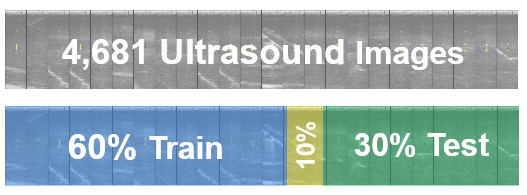 4,681 Ultrasound Images
60% Train
10%
30% Test